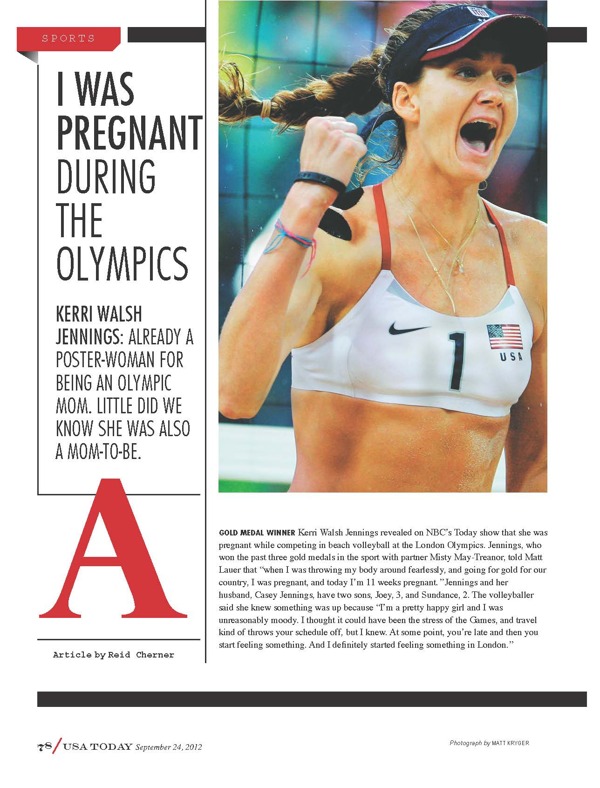 SPORTS
I WAS
PREGNANT
DURING
THE
OLYMPICS
KERRI WALSH
JENNINGS: ALREADY A
POSTER-WOMAN FOR
BEING AN OLYMPIC
MOM. LITTLE DID WE
KNOW SHE WAS ALSO
A MOM-TO-BE.
A
Article by Reid Cherner
1
USA
GOLD MEDAL WINNER Kerri Walsh Jennings revealed on NBC's Today show that she was
pregnant while competing in beach volleyball at the London Olympics. Jennings, who
won the past three gold medals in the sport with partner Misty May-Treanor, told Matt
Lauer that "when I was throwing my body around fearlessly, and going for gold for our
country, I was pregnant, and today I'm 11 weeks pregnant. "Jennings and her
husband, Casey Jennings, have two sons, Joey, 3, and Sundance, 2. The volleyballer
said she knew something was up because "I'm a pretty happy girl and I was
unreasonably moody. I thought it could have been the stress of the Games, and travel
kind of throws your schedule off, but I knew. At some point, you're late and then you
start feeling something. And I definitely started feeling something in London."
78/USA TODAY September 24, 2012
Photograph by MATT KRYGER